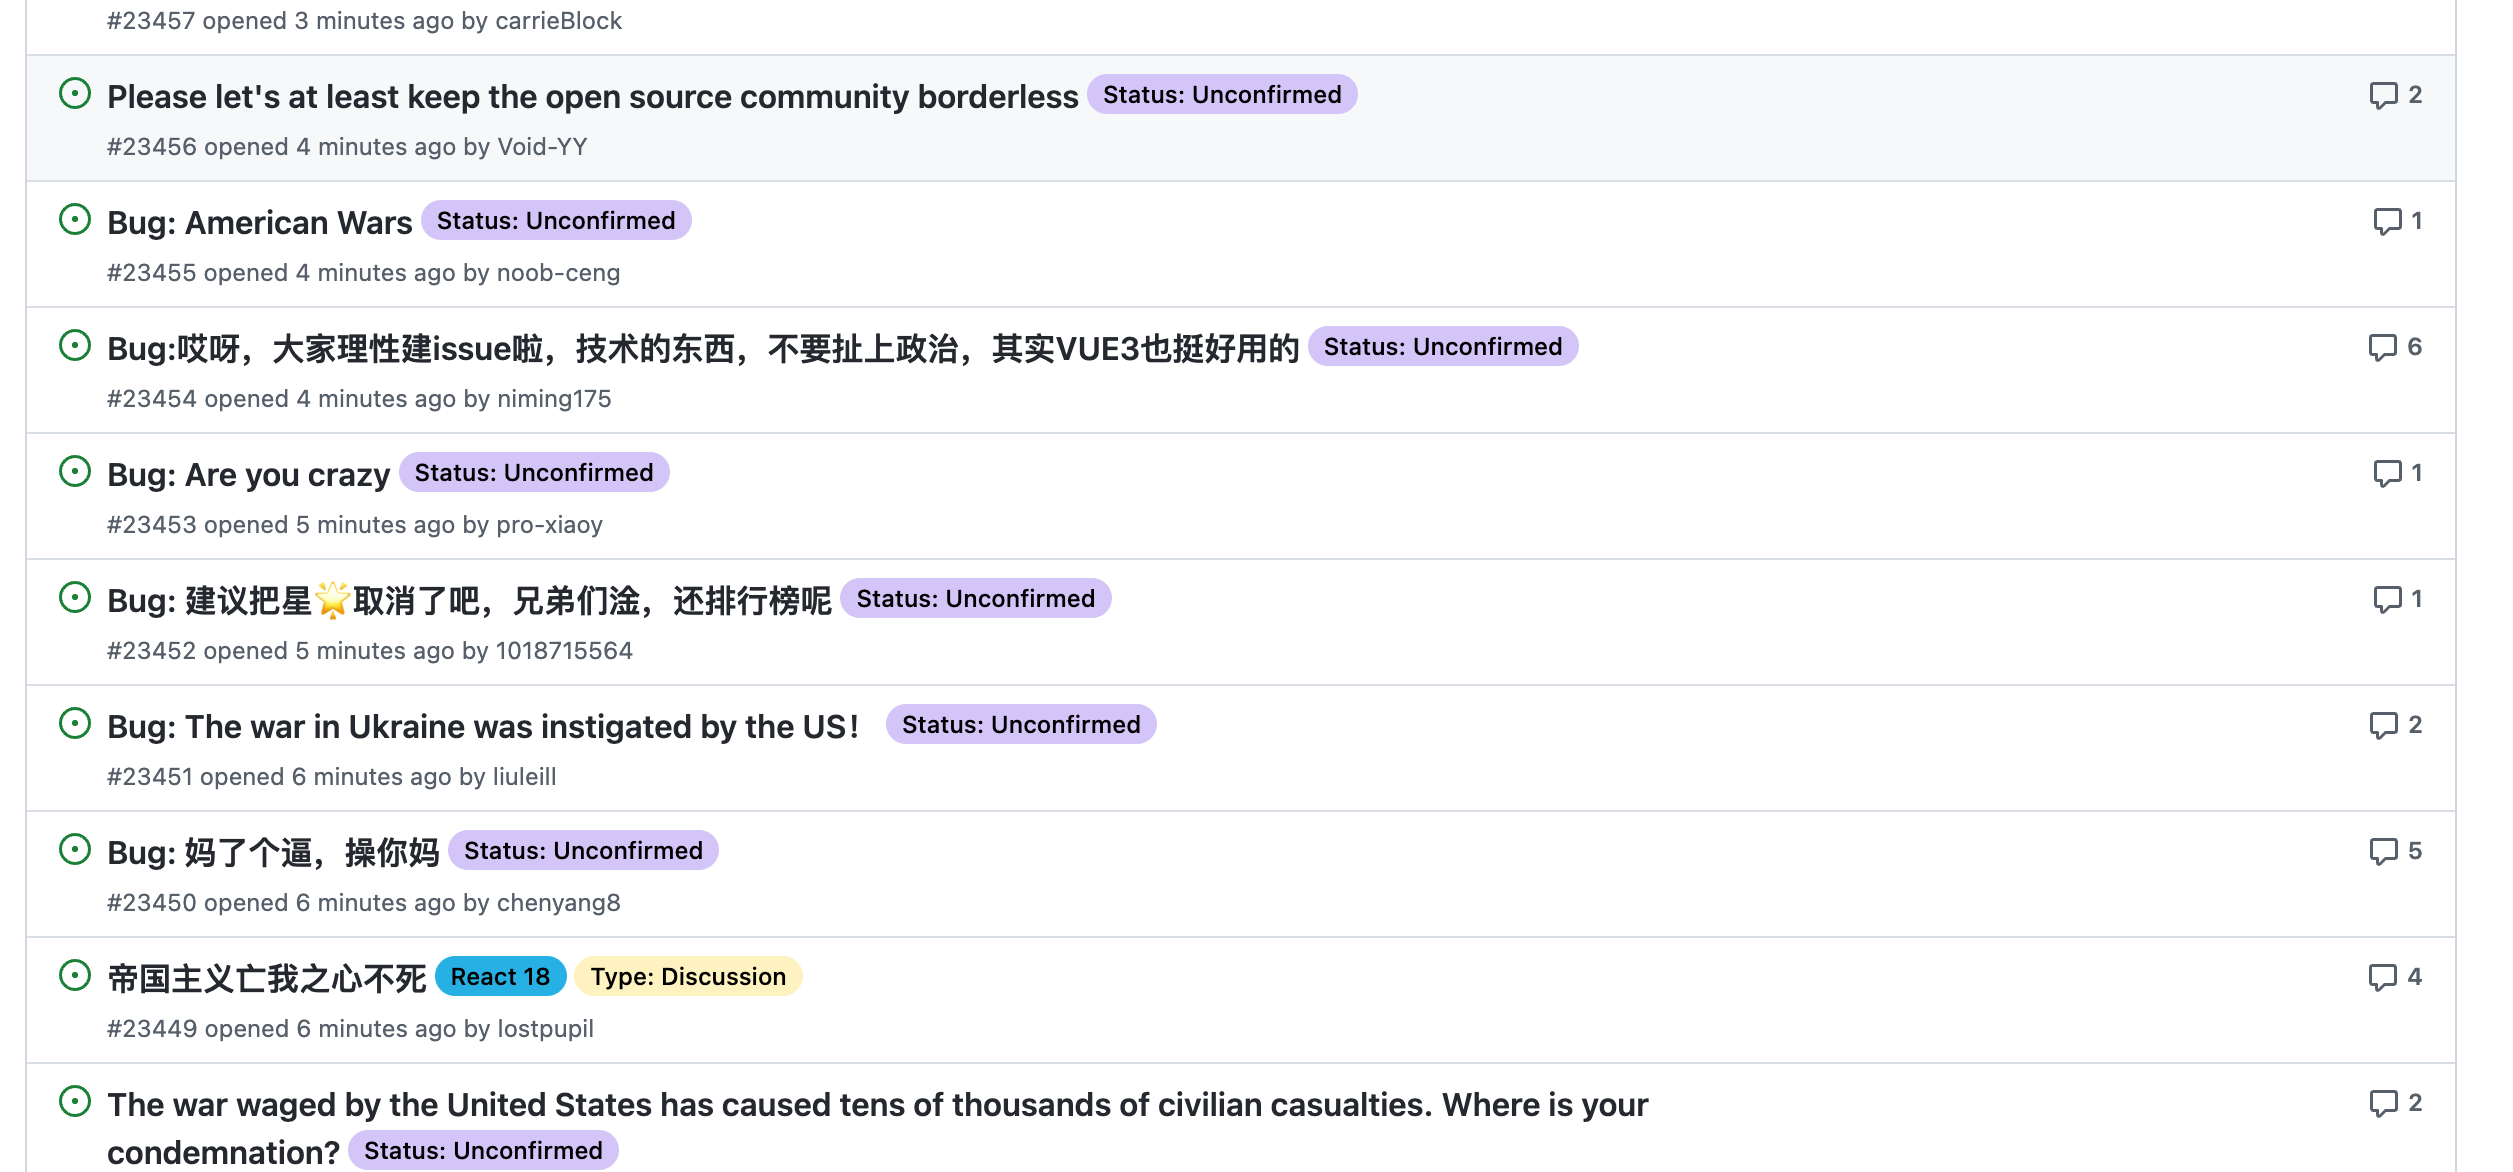 #23457 opened 3 minutes ago by carrieBlock
Please let's at least keep the open source community borderless Status: Unconfirmed 2
#23456 opened 4 minutes ago by Void-YY
Bug: American Wars Status: Unconfirmed 1
#23455 opened 4 minutes ago by noob-ceng
Bug:哎呀，大家理性建issue啦，技术的东西，不要扯上政治，其实VUE3也挺好用的 Status: Unconfirmed 6
#23454 opened 4 minutes ago by niming175
Bug: Are you crazy Status: Unconfirmed 1
#23453 opened 5 minutes ago by pro-xiaoy
Bug: 建议把星🌟取消了吧，兄弟们淦，还排行榜呢 Status: Unconfirmed 1
#23452 opened 5 minutes ago by 1018715564
Bug: The war in Ukraine was instigated by the US！ Status: Unconfirmed 2
#23451 opened 6 minutes ago by liuleill
Bug: 妈了个逼，操你妈 Status: Unconfirmed 5
#23450 opened 6 minutes ago by chenyang8
帝国主义亡我之心不死 React 18 Type: Discussion 4
#23449 opened 6 minutes ago by lostpupil
The war waged by the United States has caused tens of thousands of civilian casualties. Where is your 2
condemnation? Status: Unconfirmed